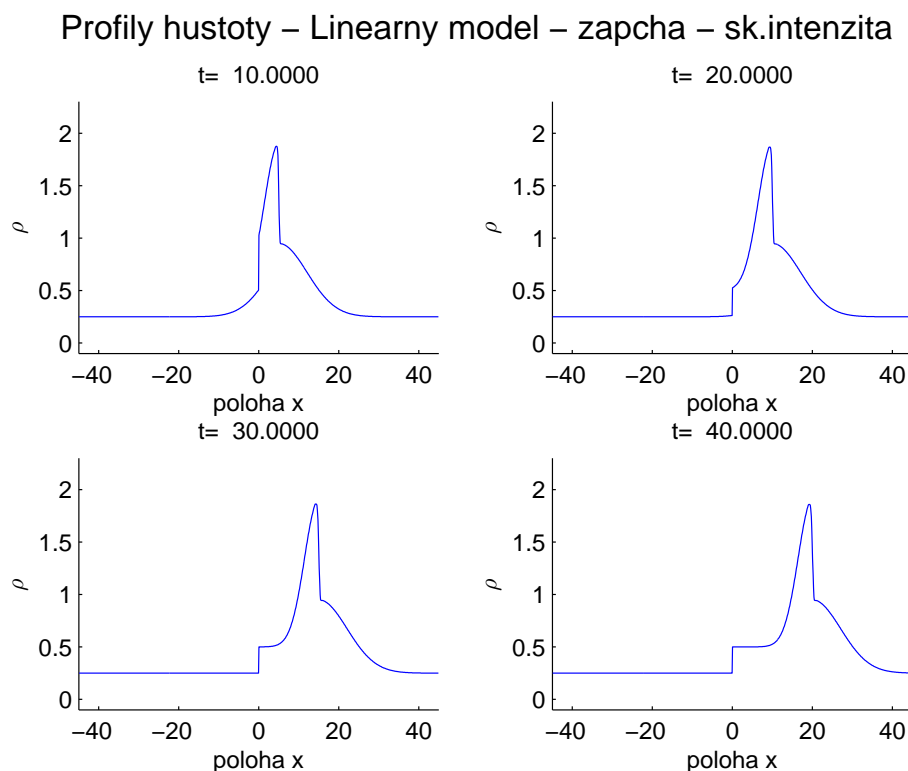 Profily hustoty − Linearny model − zapcha − sk.intenzita
t= 10.0000
2
1.5
1
0.5
0
ρ
−40 −20 0 20 40
poloha x
t= 20.0000
2
1.5
1
0.5
0
ρ
−40 −20 0 20 40
poloha x
t= 30.0000
2
1.5
1
0.5
0
ρ
−40 −20 0 20 40
poloha x
t= 40.0000
2
1.5
1
0.5
0
ρ
−40 −20 0 20 40
poloha x